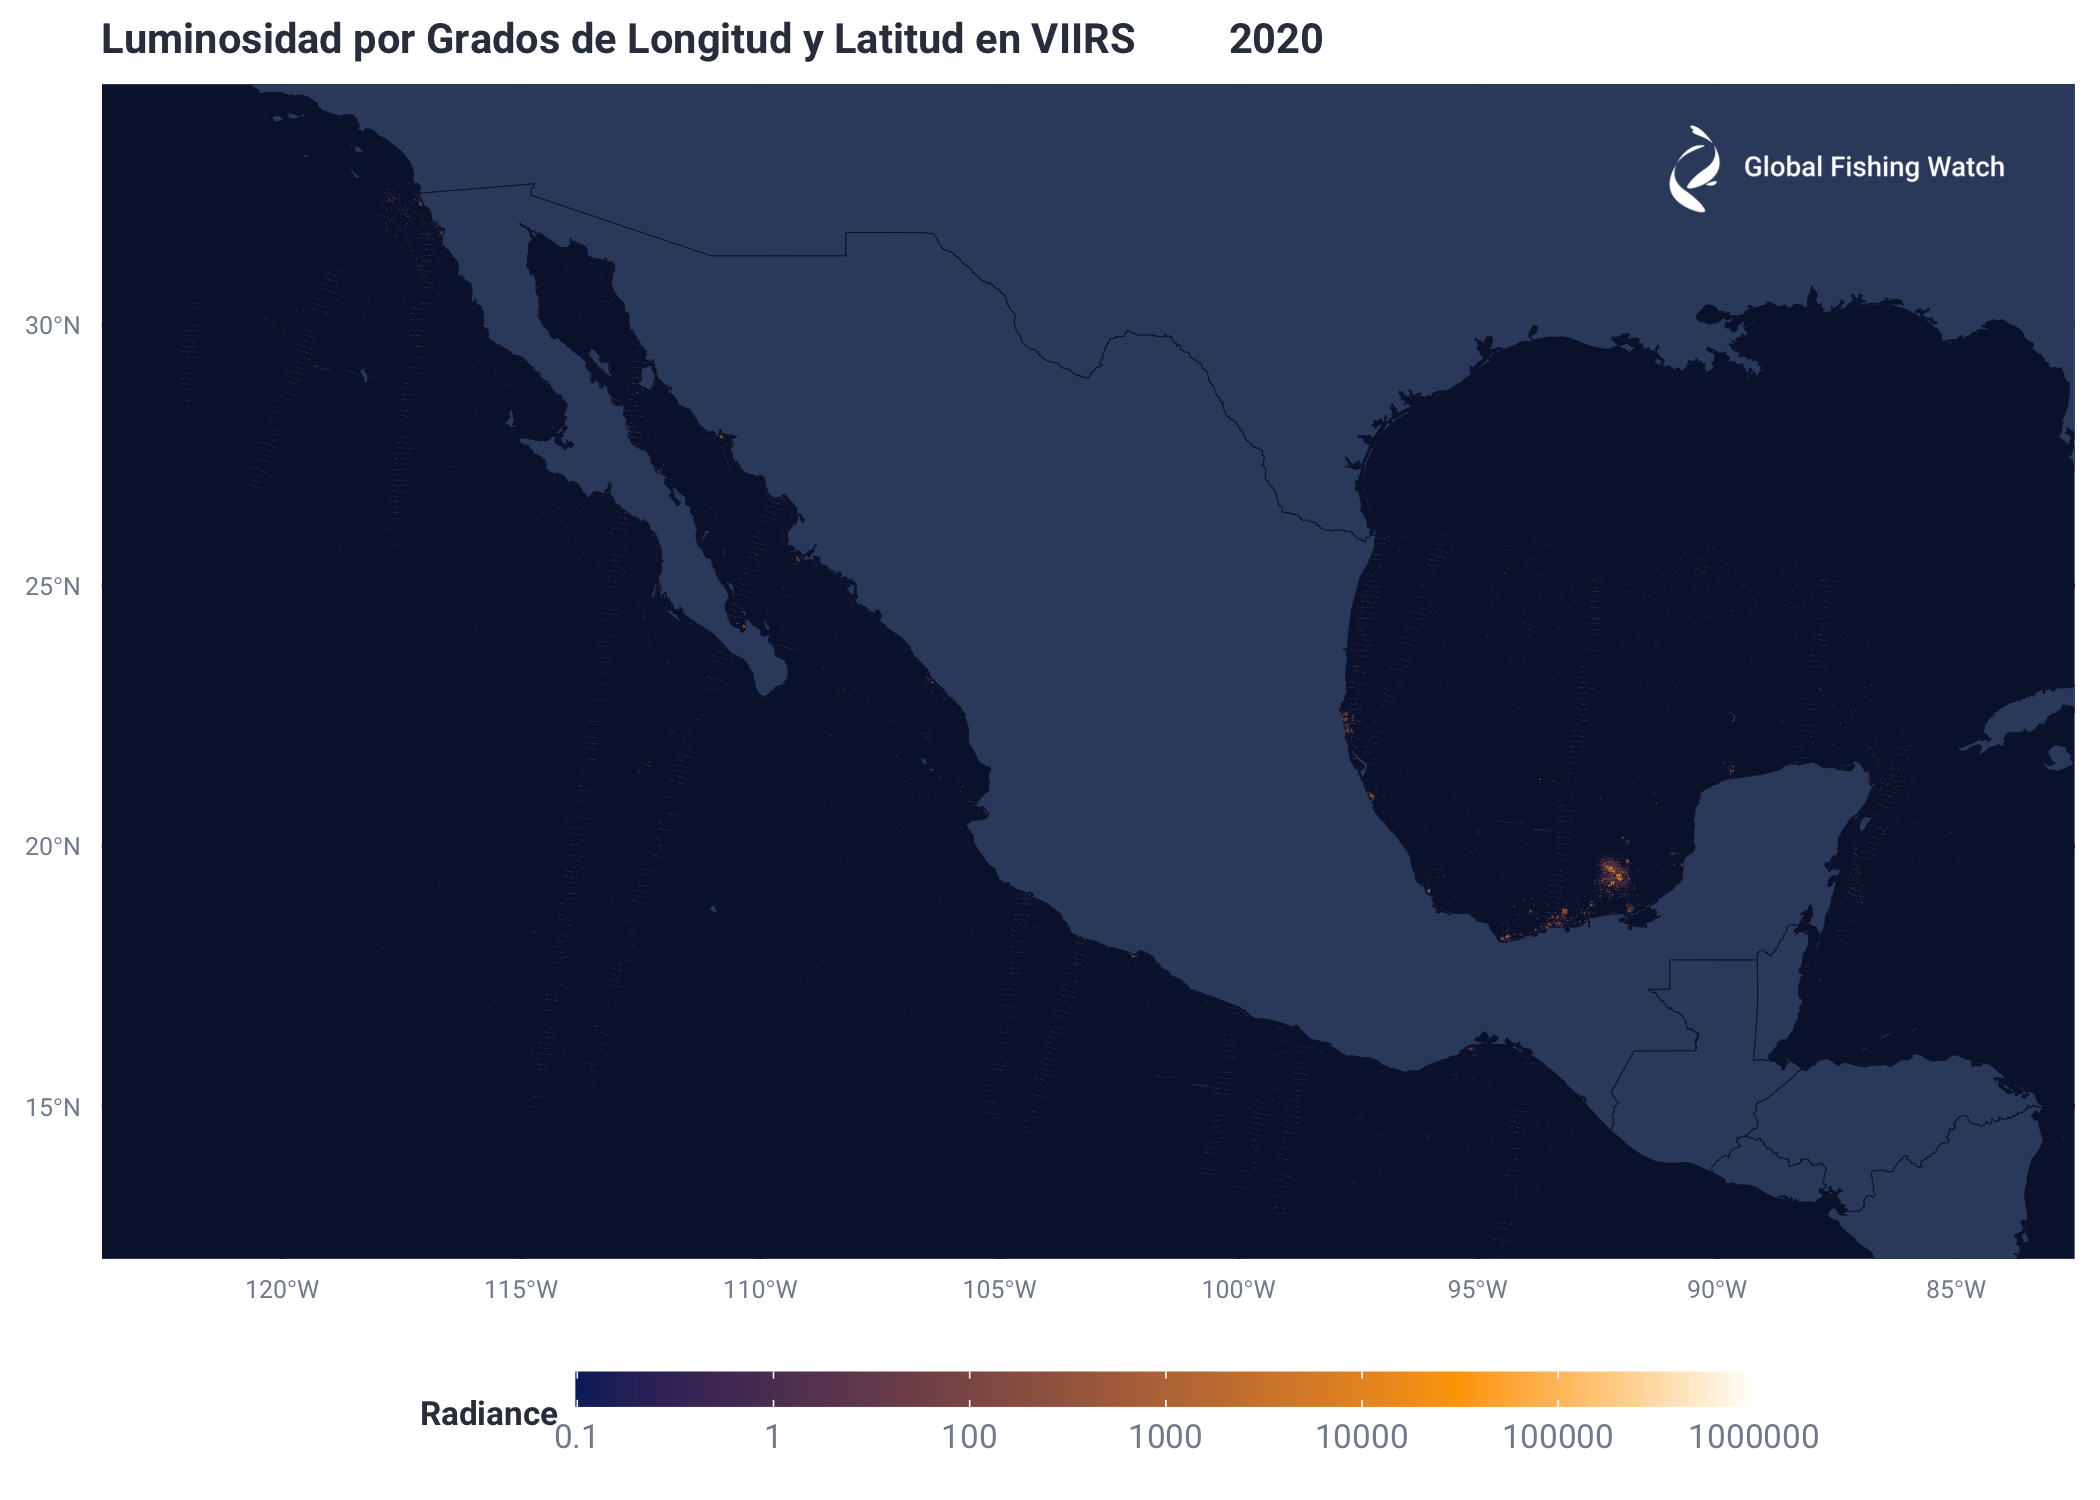 Luminosidad por Grados de Longitud y Latitud en VIIRS 2020
Global Fishing Watch
30°N
25°N
20°N
15°N
120°W 115°W 110°W 105°W 100°W 95°W 90°W 85°W
Radiance
0.1 1 100 1000 10000 100000 1000000